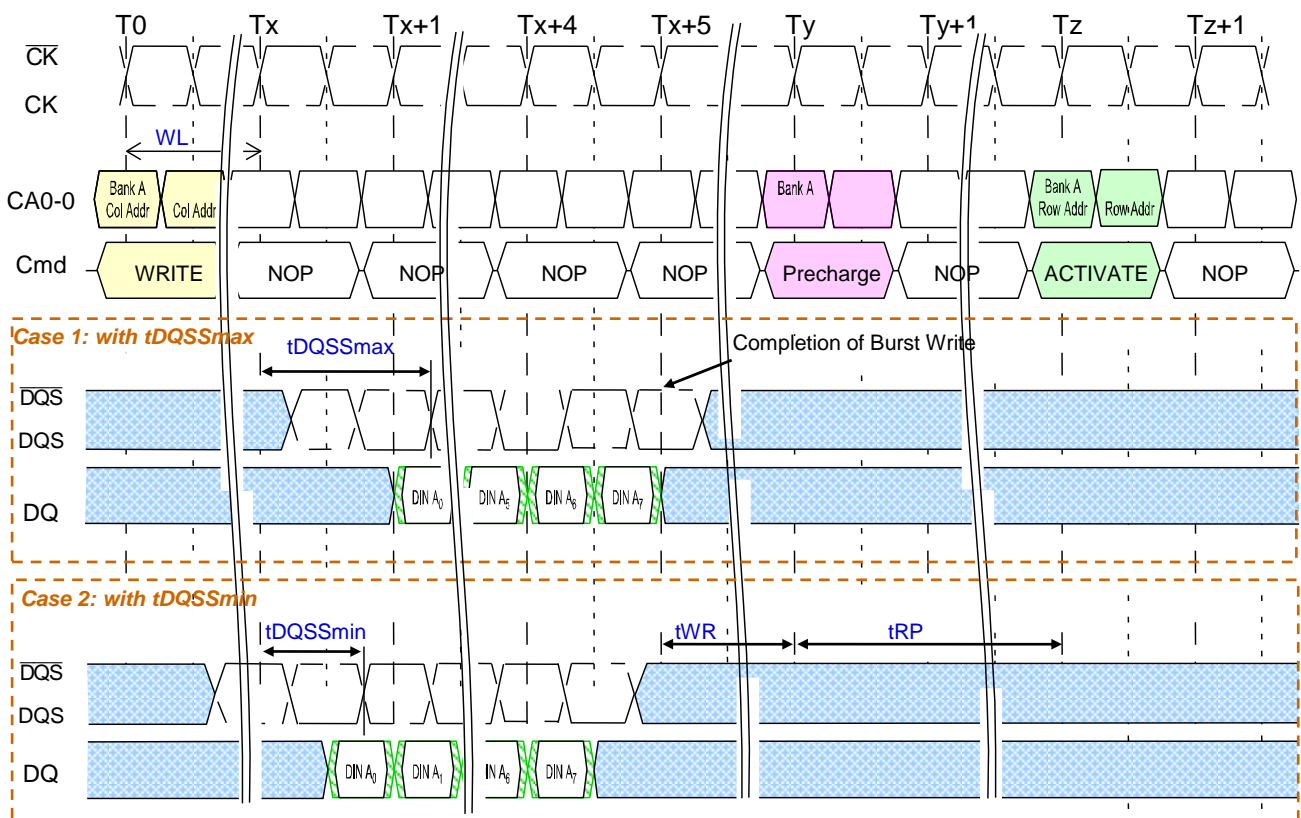 T0 Tx Tx+1 Tx+4 Tx+5 Ty Ty+1 Tz Tz+1
CK
CK
WL
CA0-0 Bank A Col Addr Col Addr Bank A Bank A Row Addr Row Addr
Cmd WRITE NOP NOP NOP NOP Precharge NOP ACTIVATE NOP
Case 1: with tDQSSmax
tDQSSmax Completion of Burst Write
DQS
DQS
DQ DIN A0 DIN A5 DIN A6 DIN A7
Case 2: with tDQSSmin
tDQSSmin tWR tRP
DQS
DQS
DQ DIN A0 DIN A1 IN A6 DIN A7